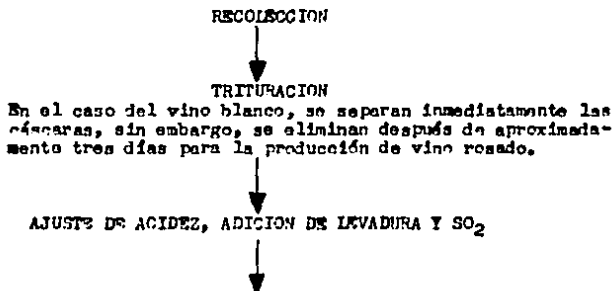 RECOLECCION
TRITURACION
En el caso del vino blanco, se separan inmediatamente las
cáscaras, sin embargo, se eliminan después de aproximada-
mente tres días para la producción de vino rosado.
AJUSTE DE ACIDEZ, ADICION DE LEVADURA Y SO2